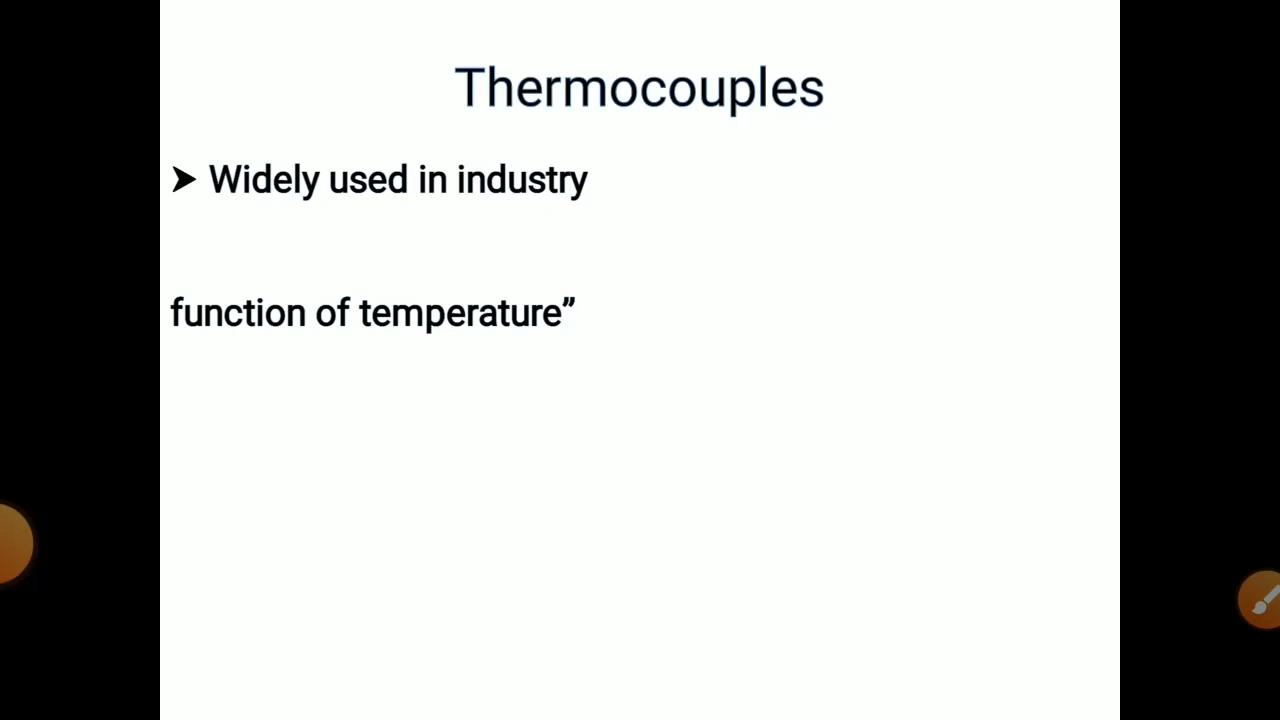 Thermocouples
➤ Widely used in industry
function of temperature”